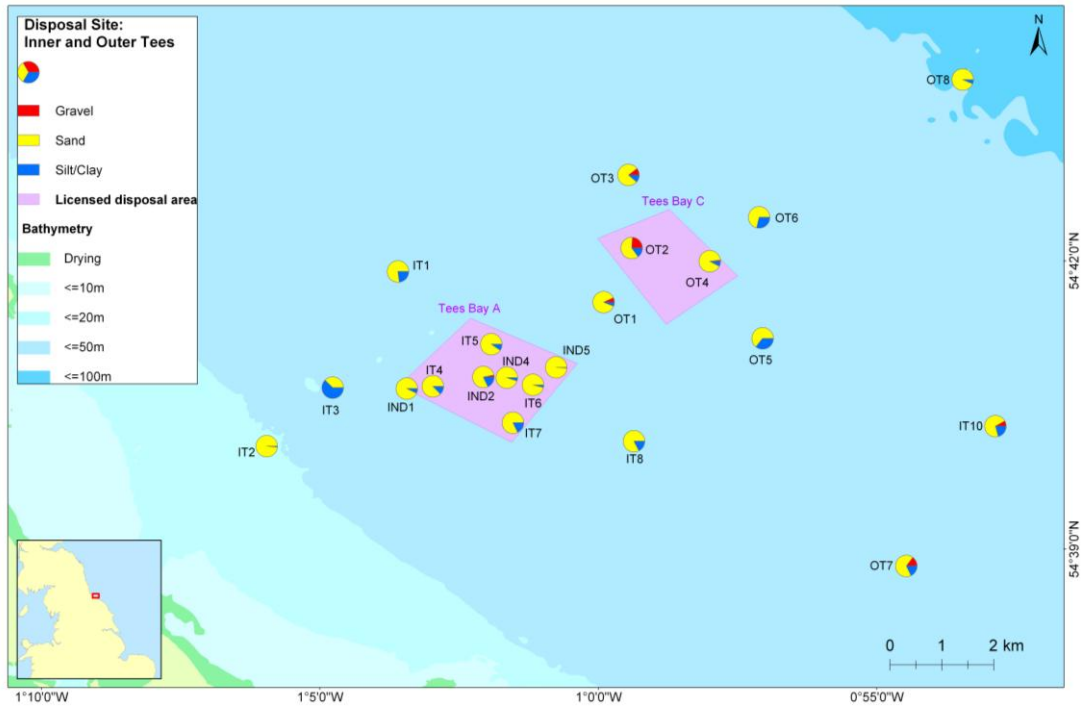 Disposal Site:
Inner and Outer Tees
Gravel
Sand
Silt/Clay
Licensed disposal area
Bathymetry
Drying
<=10m
<=20m
<=50m
<=100m
N
OT8
OT3
Tees Bay C
OT6
OT2
OT4
IT1
OT1
Tees Bay A
OT5
IT5
IND5
IND4
IT4
IT3
IND1
IND2
IT6
IT7
IT2
IT8
IT10
OT7
54°42'0"N
54°39'0"N
0 1 2 km
1°10'0"W 1°5'0"W 1°0'0"W 0°55'0"W